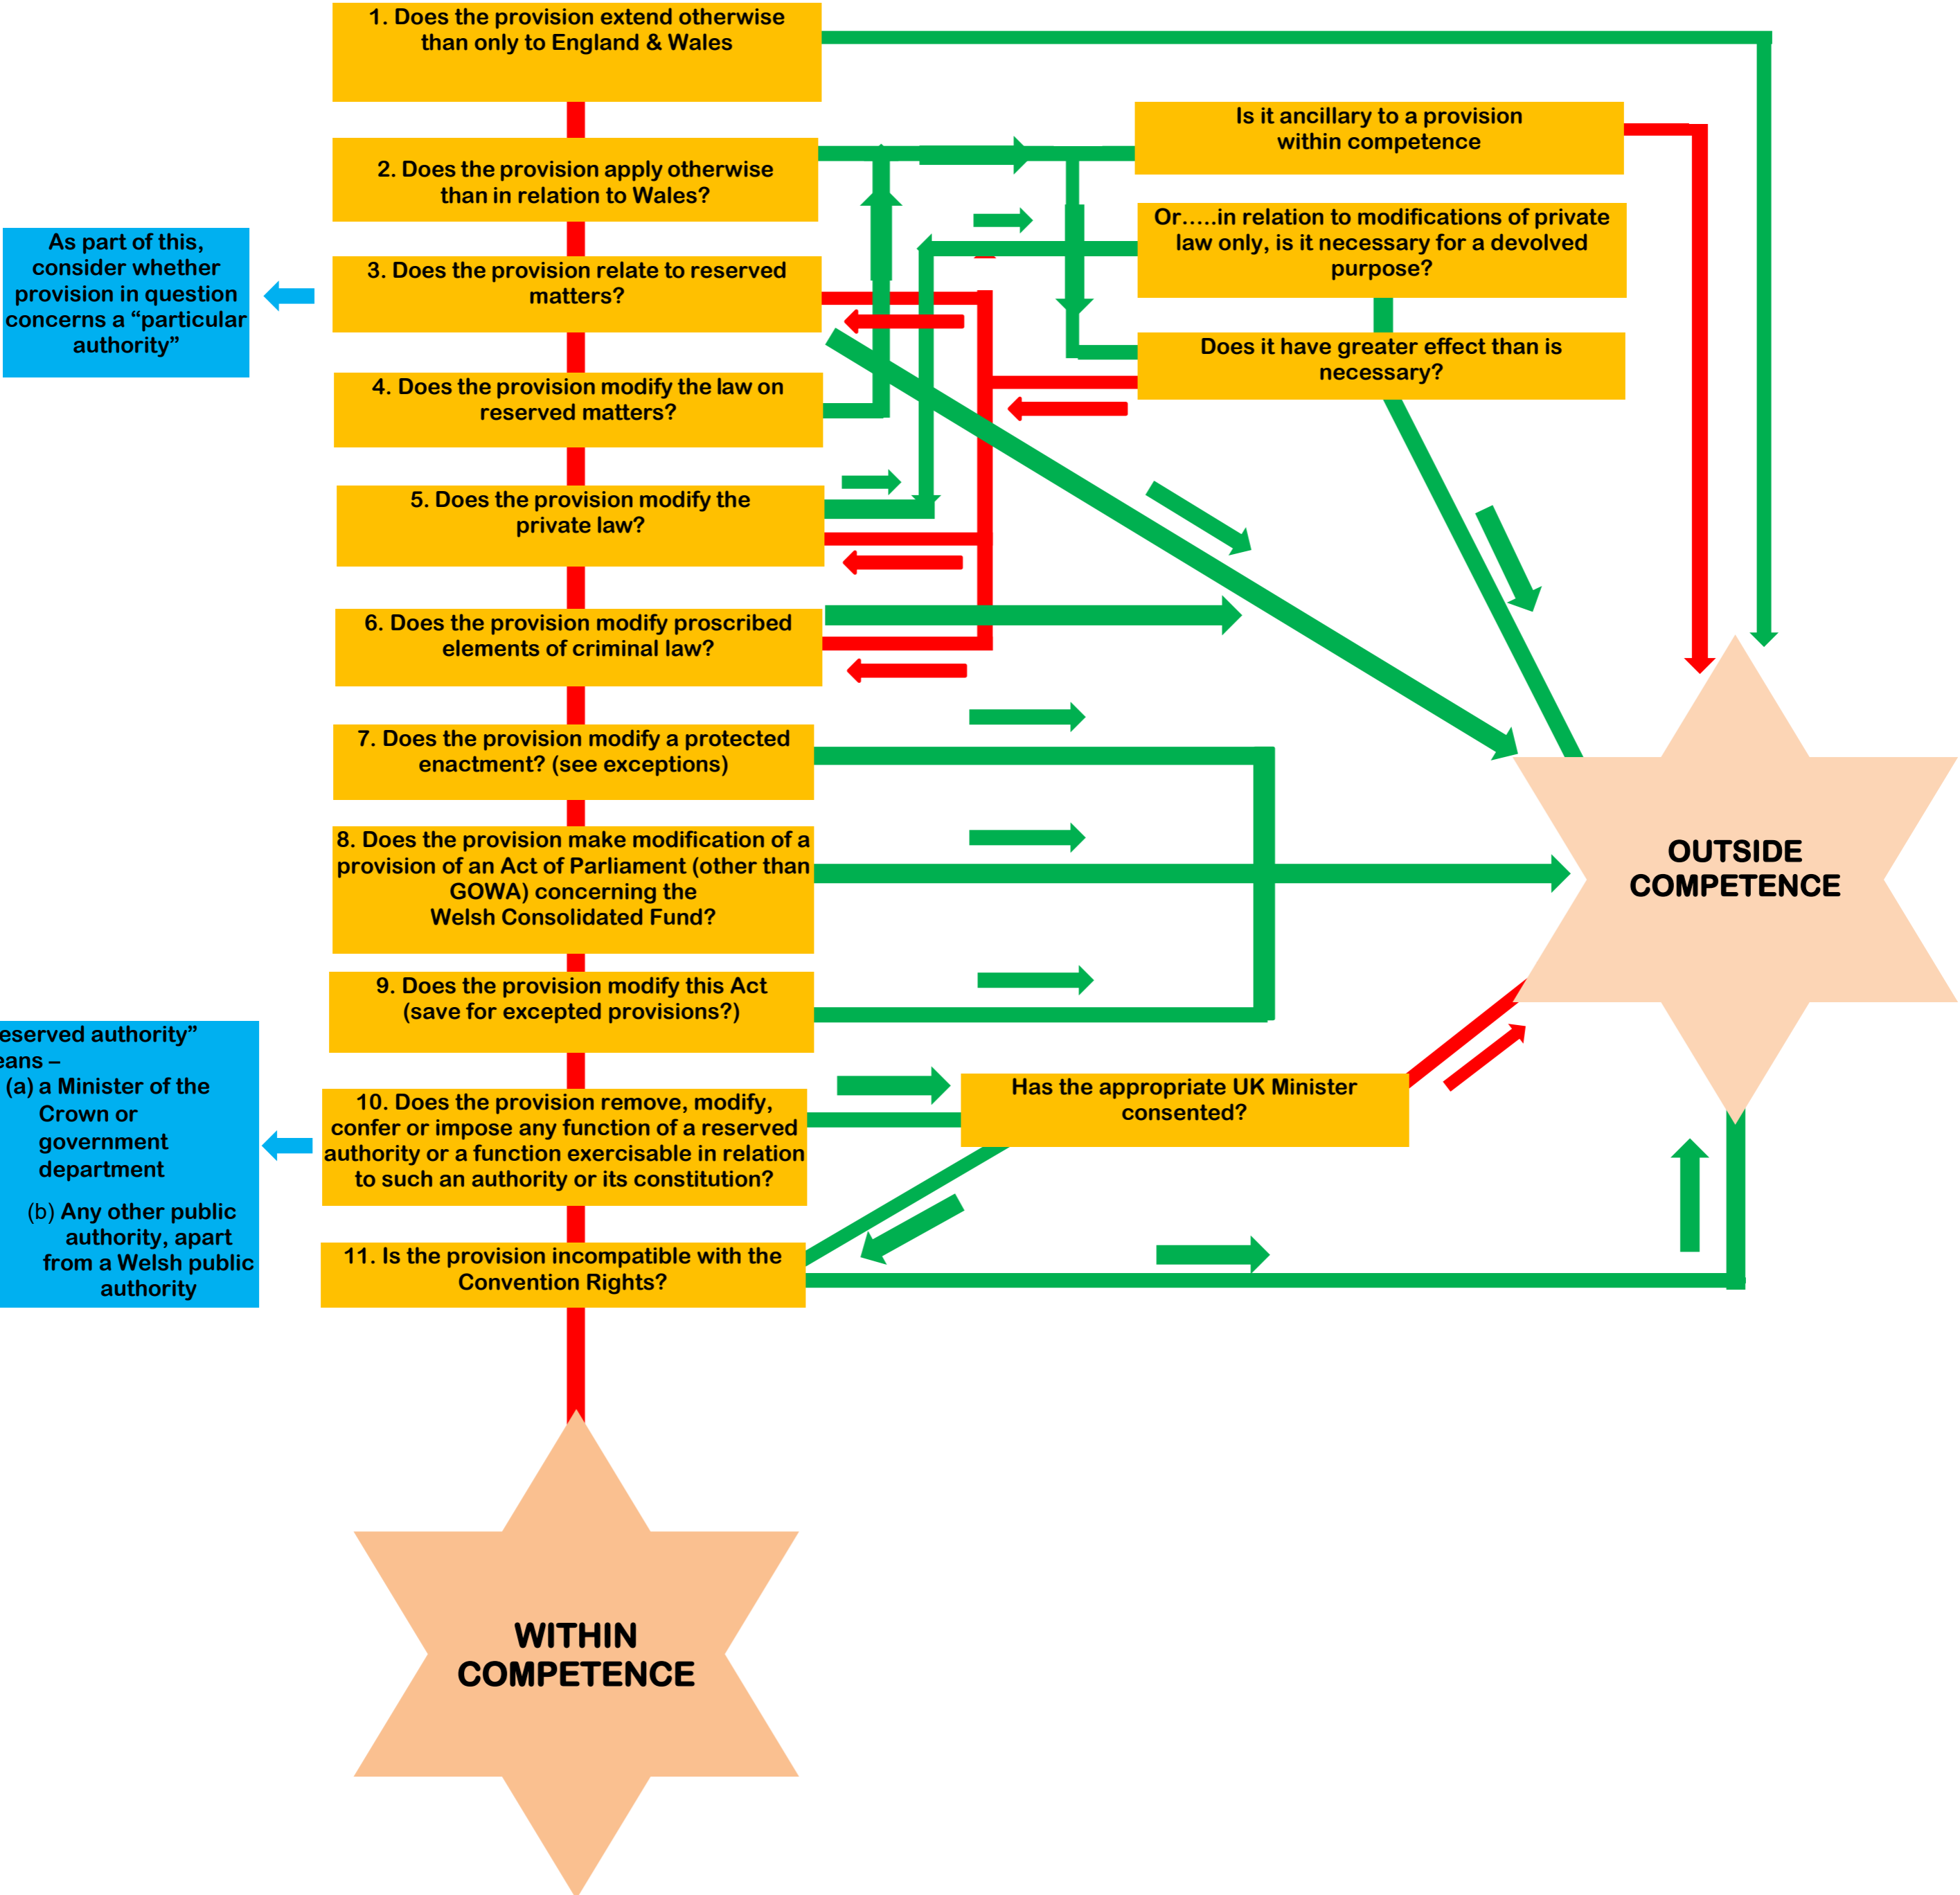 1. Does the provision extend otherwise
than only to England & Wales
Is it ancillary to a provision
within competence
2. Does the provision apply otherwise
than in relation to Wales?
Or…..in relation to modifications of private
law only, is it necessary for a devolved
purpose?
As part of this,
consider whether
provision in question
concerns a “particular
authority”
3. Does the provision relate to reserved
matters?
Does it have greater effect than is
necessary?
4. Does the provision modify the law on
reserved matters?
5. Does the provision modify the
private law?
6. Does the provision modify proscribed
elements of criminal law?
7. Does the provision modify a protected
enactment? (see exceptions)
8. Does the provision make modification of a
provision of an Act of Parliament (other than
GOWA) concerning the
Welsh Consolidated Fund?
OUTSIDE
COMPETENCE
9. Does the provision modify this Act
(save for excepted provisions?)
eserved authority”
eans –
(a) a Minister of the
Crown or
government
department
(b) Any other public
authority, apart
from a Welsh public
authority
10. Does the provision remove, modify,
confer or impose any function of a reserved
authority or a function exercisable in relation
to such an authority or its constitution?
Has the appropriate UK Minister
consented?
11. Is the provision incompatible with the
Convention Rights?
WITHIN
COMPETENCE